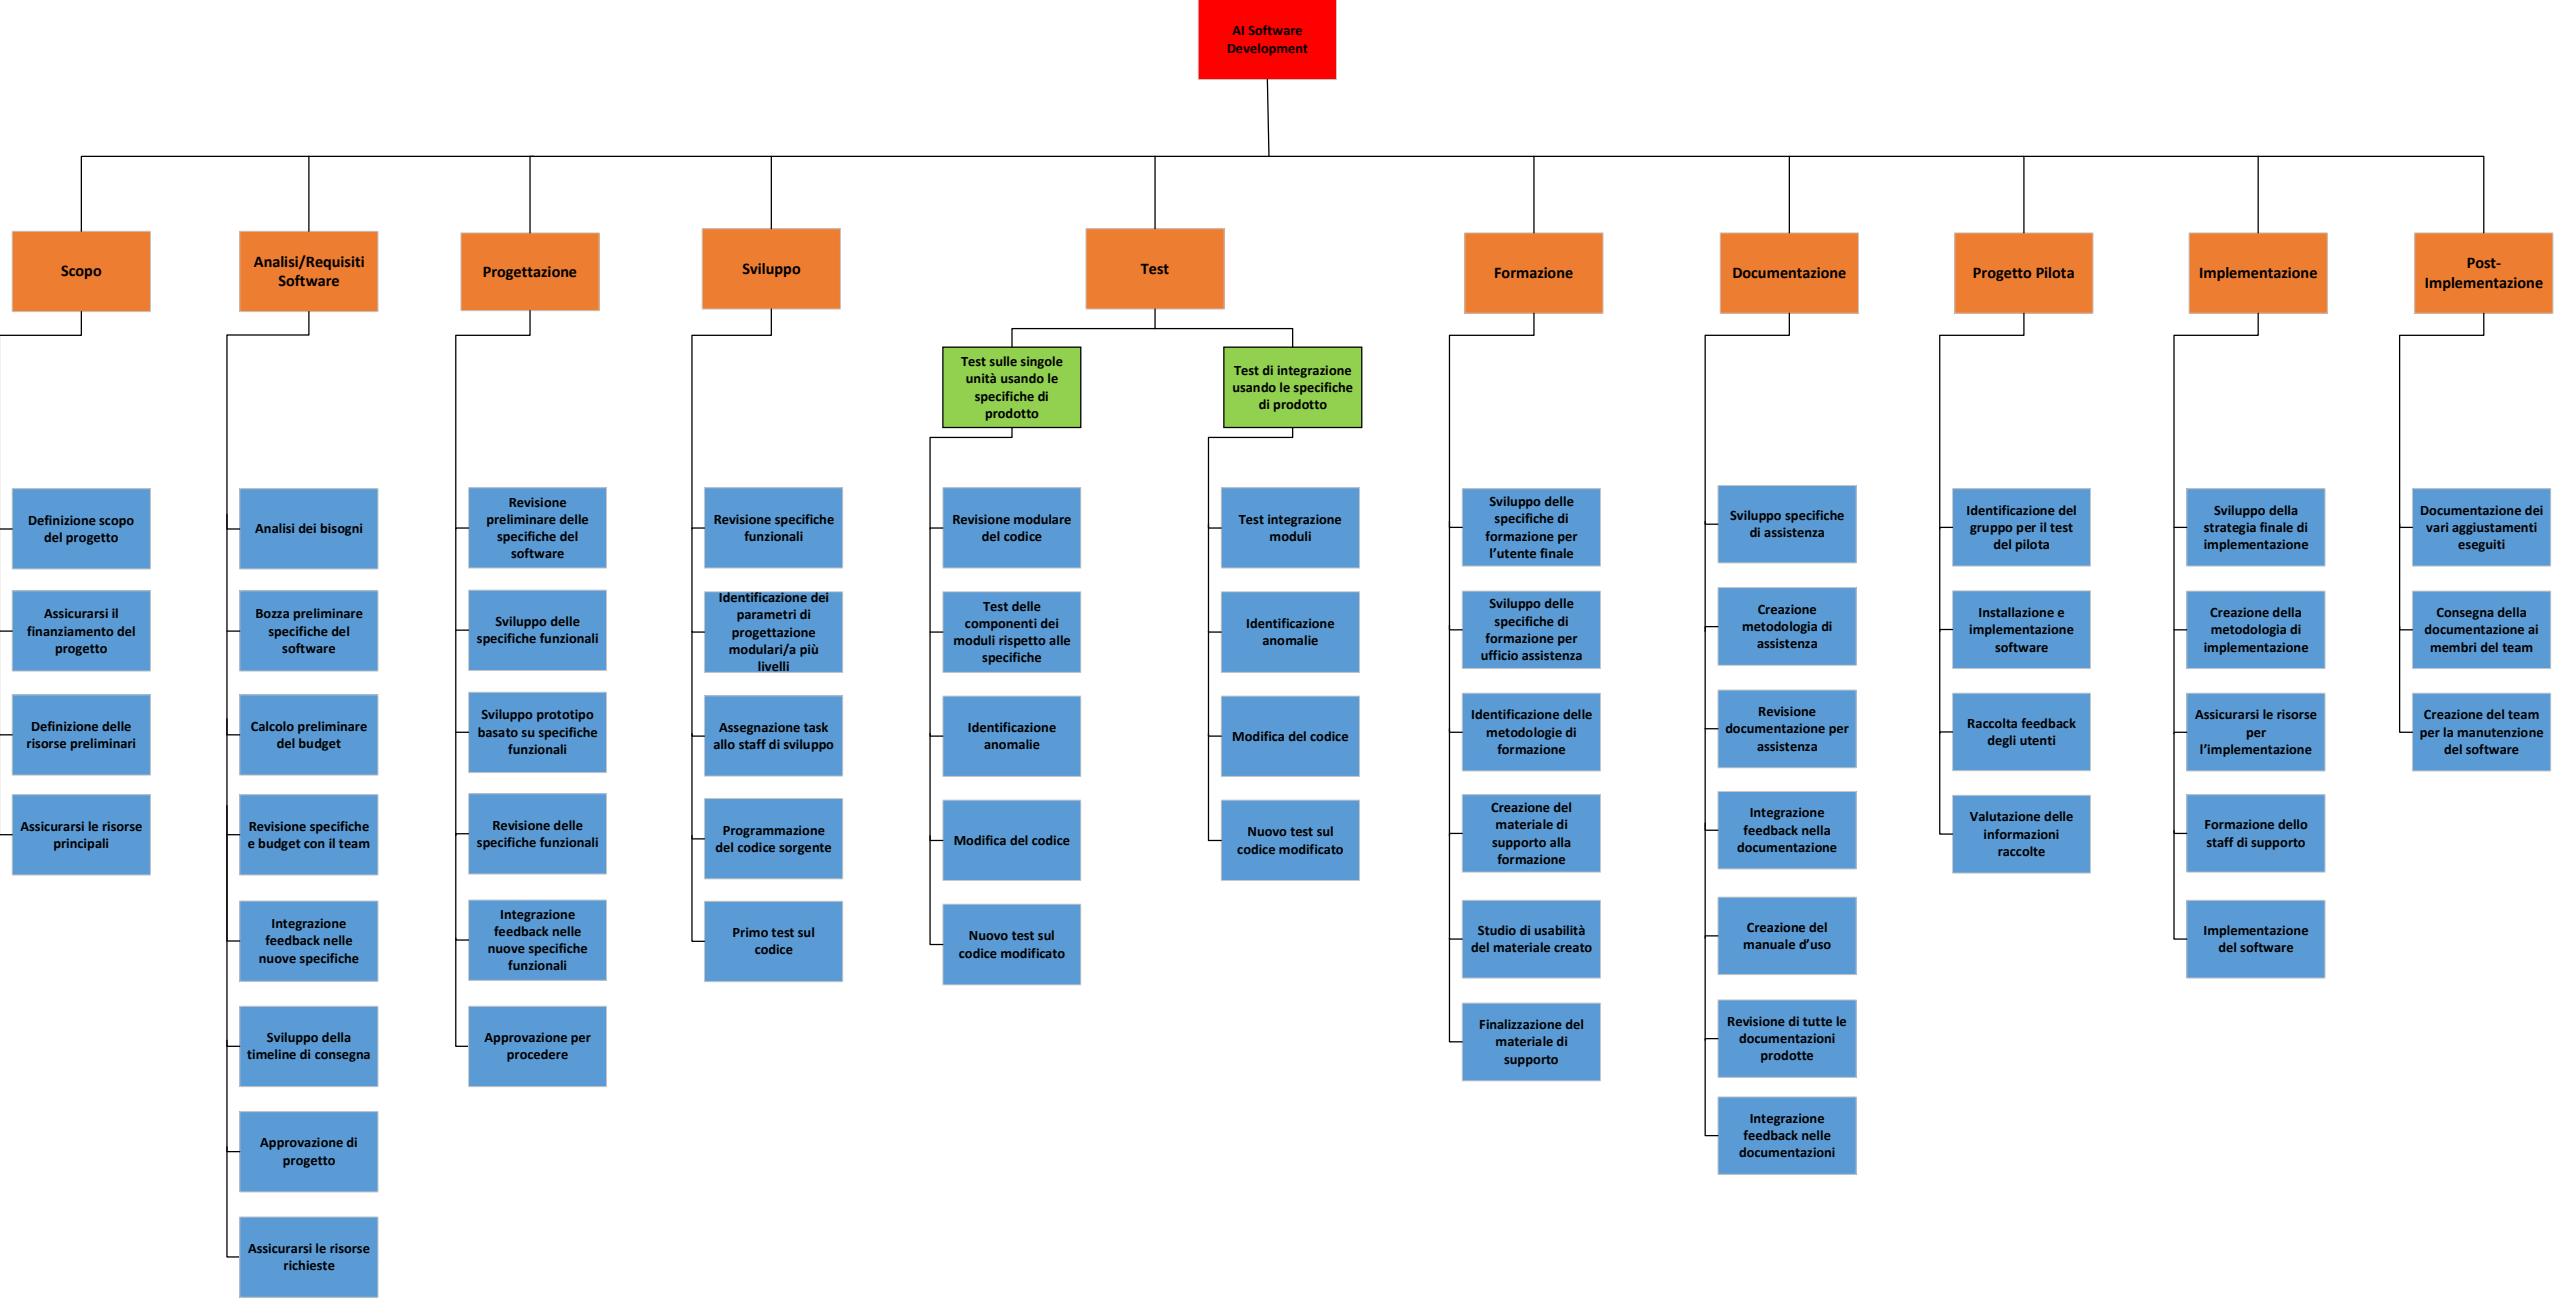 AI Software
Development
Scopo
Analisi/Requisiti
Software
Progettazione
Sviluppo
Test
Formazione
Documentazione
Progetto Pilota
Implementazione
Post-
Implementazione
Test sulle singole
unità usando le
specifiche di
prodotto
Test di integrazione
usando le specifiche
di prodotto
Definizione scopo
del progetto
Assicurarsi il
finanziamento del
progetto
Definizione delle
risorse preliminari
Assicurarsi le risorse
principali
Analisi dei bisogni
Bozza preliminare
specifiche del
software
Calcolo preliminare
del budget
Revisione specifiche
e budget con il team
Integrazione
feedback nelle
nuove specifiche
Sviluppo della
timeline di consegna
Approvazione di
progetto
Assicurarsi le risorse
richieste
Revisione
preliminare delle
specifiche del
software
Sviluppo delle
specifiche funzionali
Sviluppo prototipo
basato su specifiche
funzionali
Revisione delle
specifiche funzionali
Integrazione
feedback nelle
nuove specifiche
funzionali
Approvazione per
procedere
Revisione specifiche
funzionali
Identificazione dei
parametri di
progettazione
modulari/a più
livelli
Assegnazione task
allo staff di sviluppo
Programmazione
del codice sorgente
Primo test sul
codice
Revisione modulare
del codice
Test delle
componenti dei
moduli rispetto alle
specifiche
Identificazione
anomalie
Modifica del codice
Nuovo test sul
codice modificato
Test integrazione
moduli
Identificazione
anomalie
Modifica del codice
Nuovo test sul
codice modificato
Sviluppo delle
specifiche di
formazione per
l’utente finale
Sviluppo delle
specifiche di
formazione per
ufficio assistenza
Identificazione delle
metodologie di
formazione
Creazione del
materiale di
supporto alla
formazione
Studio di usabilità
del materiale creato
Finalizzazione del
materiale di
supporto
Sviluppo specifiche
di assistenza
Creazione
metodologia di
assistenza
Revisione
documentazione per
assistenza
Integrazione
feedback nella
documentazione
Creazione del
manuale d’uso
Revisione di tutte le
documentazioni
prodotte
Integrazione
feedback nelle
documentazioni
Identificazione del
gruppo per il test
del pilota
Installazione e
implementazione
software
Raccolta feedback
degli utenti
Valutazione delle
informazioni
raccolte
Sviluppo della
strategia finale di
implementazione
Creazione della
metodologia di
implementazione
Assicurarsi le risorse
per
l’implementazione
Formazione dello
staff di supporto
Implementazione
del software
Documentazione dei
vari aggiustamenti
eseguiti
Consegna della
documentazione ai
membri del team
Creazione del team
per la manutenzione
del software